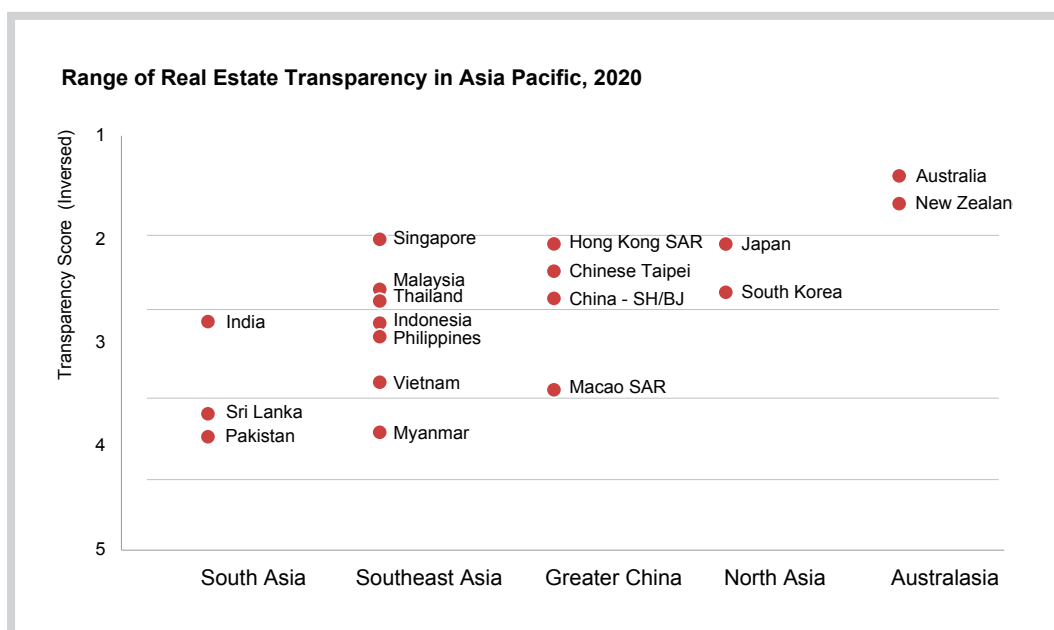 Range of Real Estate Transparency in Asia Pacific, 2020
Transparency Score (Inversed)
1
2
3
4
5
India
Sri Lanka
Pakistan
Singapore
Malaysia
Thailand
Indonesia
Philippines
Vietnam
Myanmar
Hong Kong SAR
Chinese Taipei
China - SH/BJ
Macao SAR
Japan
South Korea
Australia
New Zealan
South Asia
Southeast Asia
Greater China
North Asia
Australasia